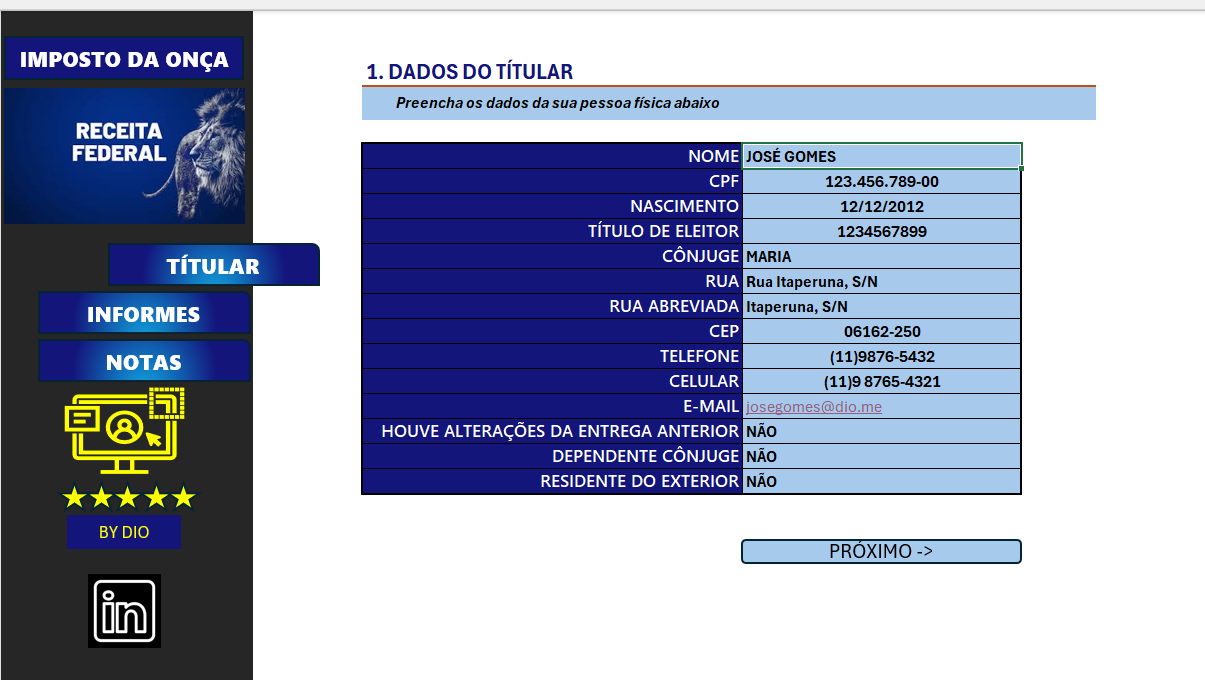 IMPOSTO DA ONÇA
RECEITA
FEDERAL
TÍTULAR
INFORMES
NOTAS
BY DIO
in
1. DADOS DO TÍTULAR
Preencha os dados da sua pessoa física abaixo
NOME JOSÉ GOMES
CPF 123.456.789-00
NASCIMENTO 12/12/2012
TÍTULO DE ELEITOR 1234567899
CÔNJUGE MARIA
RUA Rua Itaperuna, S/N
RUA ABREVIADA Itaperuna, S/N
CEP 06162-250
TELEFONE (11)9876-5432
CELULAR (11)9 8765-4321
E-MAIL josegomes@dio.me
HOUVE ALTERAÇÕES DA ENTREGA ANTERIOR NÃO
DEPENDENTE CÔNJUGE NÃO
RESIDENTE DO EXTERIOR NÃO
PRÓXIMO ->